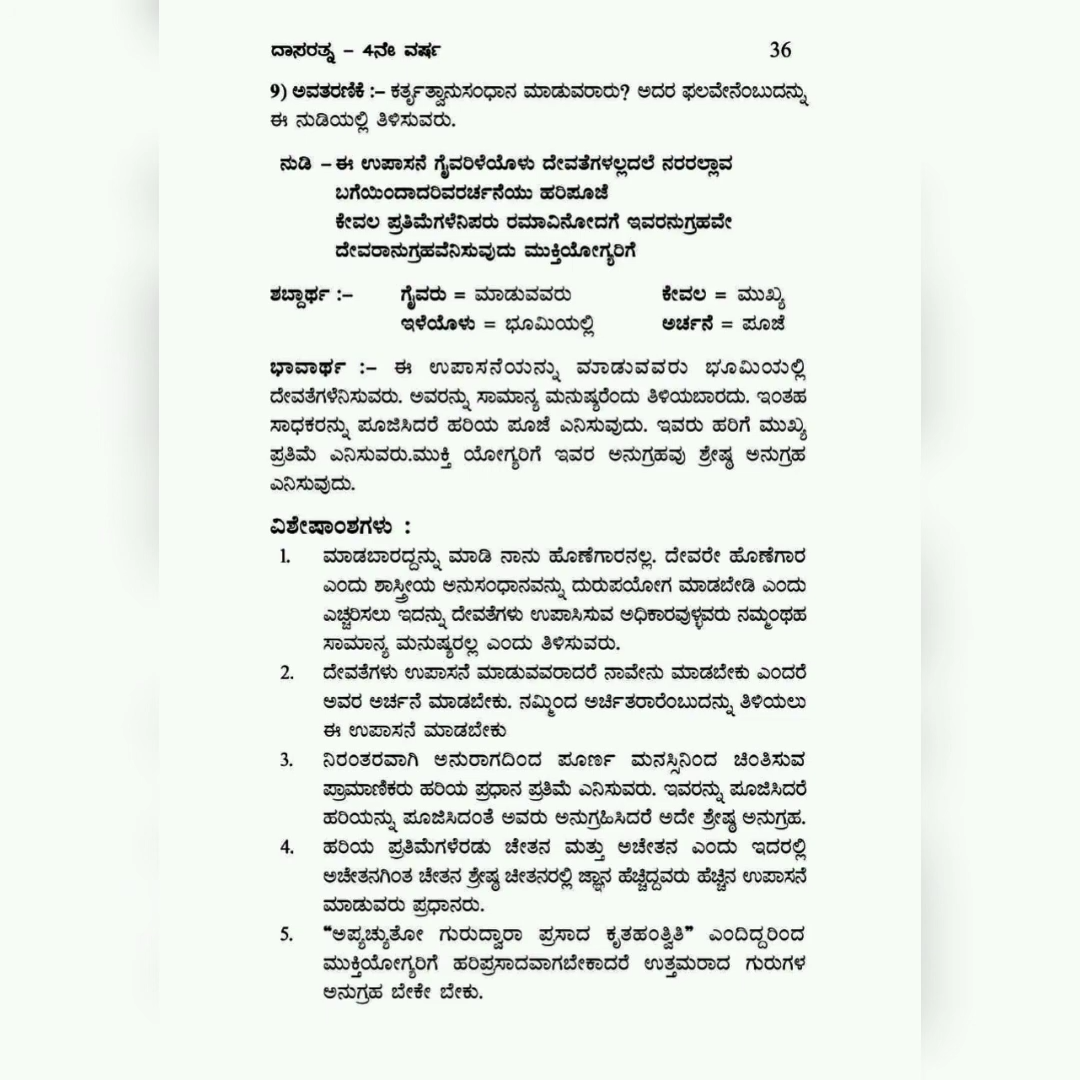 ದಾಸರತ್ನ – 4ನೇ ವರ್ಷ 36
9) ಅವತರಣಿಕೆ :– ಕರ್ತೃತ್ವಾನುಸಂಧಾನ ಮಾಡುವರಾರು? ಅದರ ಫಲವೇನೆಂಬುದನ್ನು
ಈ ನುಡಿಯಲ್ಲಿ ತಿಳಿಸುವರು.
ನುಡಿ – ಈ ಉಪಾಸನೆ ಗೈವರಿಳೆಯೊಳು ದೇವತೆಗಳಲ್ಲದಲೆ ನರರಲ್ಲಾವ
ಬಗೆಯಿಂದಾದರಿವರರ್ಚನೆಯು ಹರಿಪೂಜೆ
ಕೇವಲ ಪ್ರತಿಮೆಗಳೆನಿಪರು ರಮಾವಿನೋದಗೆ ಇವರನುಗ್ರಹವೇ
ದೇವರಾನುಗ್ರಹವೆನಿಸುವುದು ಮುಕ್ತಿಯೋಗ್ಯರಿಗೆ
ಶಬ್ದಾರ್ಥ :– ಗೈವರು = ಮಾಡುವವರು ಕೇವಲ = ಮುಖ್ಯ
ಇಳೆಯೊಳು = ಭೂಮಿಯಲ್ಲಿ ಅರ್ಚನೆ = ಪೂಜೆ
ಭಾವಾರ್ಥ :– ಈ ಉಪಾಸನೆಯನ್ನು ಮಾಡುವವರು ಭೂಮಿಯಲ್ಲಿ
ದೇವತೆಗಳೆನಿಸುವರು. ಅವರನ್ನು ಸಾಮಾನ್ಯ ಮನುಷ್ಯರೆಂದು ತಿಳಿಯಬಾರದು. ಇಂತಹ
ಸಾಧಕರನ್ನು ಪೂಜಿಸಿದರೆ ಹರಿಯ ಪೂಜೆ ಎನಿಸುವುದು. ಇವರು ಹರಿಗೆ ಮುಖ್ಯ
ಪ್ರತಿಮೆ ಎನಿಸುವರು.ಮುಕ್ತಿ ಯೋಗ್ಯರಿಗೆ ಇವರ ಅನುಗ್ರಹವು ಶ್ರೇಷ್ಠ ಅನುಗ್ರಹ
ಎನಿಸುವುದು.
ವಿಶೇಷಾಂಶಗಳು :
1. ಮಾಡಬಾರದ್ದನ್ನು ಮಾಡಿ ನಾನು ಹೊಣೆಗಾರನಲ್ಲ. ದೇವರೇ ಹೊಣೆಗಾರ
ಎಂದು ಶಾಸ್ತ್ರೀಯ ಅನುಸಂಧಾನವನ್ನು ದುರುಪಯೋಗ ಮಾಡಬೇಡಿ ಎಂದು
ಎಚ್ಚರಿಸಲು ಇದನ್ನು ದೇವತೆಗಳು ಉಪಾಸಿಸುವ ಅಧಿಕಾರವುಳ್ಳವರು ನಮ್ಮಂಥಹ
ಸಾಮಾನ್ಯ ಮನುಷ್ಯರಲ್ಲ ಎಂದು ತಿಳಿಸುವರು.
2. ದೇವತೆಗಳು ಉಪಾಸನೆ ಮಾಡುವವರಾದರೆ ನಾವೇನು ಮಾಡಬೇಕು ಎಂದರೆ
ಅವರ ಅರ್ಚನೆ ಮಾಡಬೇಕು. ನಮ್ಮಿಂದ ಅರ್ಚಿತರಾರೆಂಬುದನ್ನು ತಿಳಿಯಲು
ಈ ಉಪಾಸನೆ ಮಾಡಬೇಕು
3. ನಿರಂತರವಾಗಿ ಅನುರಾಗದಿಂದ ಪೂರ್ಣ ಮನಸ್ಸಿನಿಂದ ಚಿಂತಿಸುವ
ಪ್ರಾಮಾಣಿಕರು ಹರಿಯ ಪ್ರಧಾನ ಪ್ರತಿಮೆ ಎನಿಸುವರು. ಇವರನ್ನು ಪೂಜಿಸಿದರೆ
ಹರಿಯನ್ನು ಪೂಜಿಸಿದಂತೆ ಅವರು ಅನುಗ್ರಹಿಸಿದರೆ ಅದೇ ಶ್ರೇಷ್ಠ ಅನುಗ್ರಹ.
4. ಹರಿಯ ಪ್ರತಿಮೆಗಳೆರಡು ಚೇತನ ಮತ್ತು ಅಚೇತನ ಎಂದು ಇದರಲ್ಲಿ
ಅಚೇತನಗಿಂತ ಚೇತನ ಶ್ರೇಷ್ಠ ಚೀತನರಲ್ಲಿ ಜ್ಞಾನ ಹೆಚ್ಚಿದ್ದವರು ಹೆಚ್ಚಿನ ಉಪಾಸನೆ
ಮಾಡುವರು ಪ್ರಧಾನರು.
5. “ಅಪ್ಯಚ್ಯುತೋ ಗುರುದ್ವಾರಾ ಪ್ರಸಾದ ಕೃತಹಂತ್ವಿತಿ” ಎಂದಿದ್ದರಿಂದ
ಮುಕ್ತಿಯೋಗ್ಯರಿಗೆ ಹರಿಪ್ರಸಾದವಾಗಬೇಕಾದರೆ ಉತ್ತಮರಾದ ಗುರುಗಳ
ಅನುಗ್ರಹ ಬೇಕೇ ಬೇಕು.